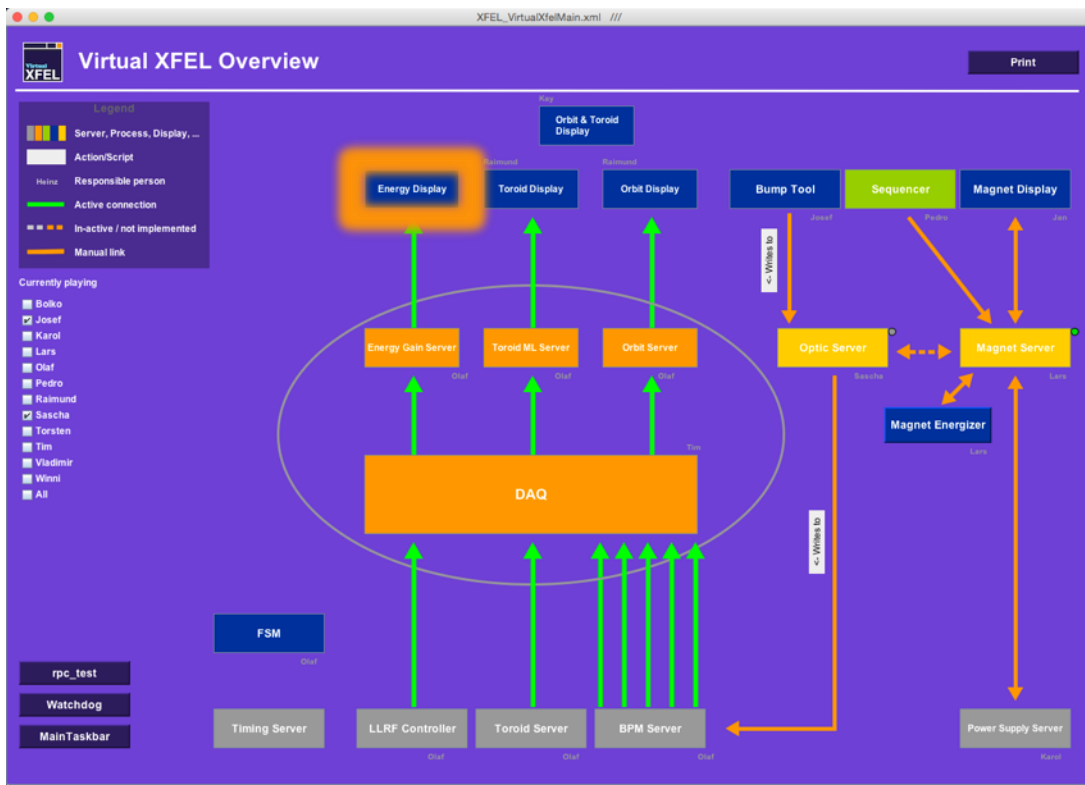 XFEL_VirtualXfelMain.xml ///
Virtual
XFEL
Virtual XFEL Overview
Print
Legend
Server, Process, Display, ...
Action/Script
Heinz
Responsible person
Active connection
In-active / not implemented
Manual link
Currently playing
Bolko
Josef
Karol
Lars
Olaf
Pedro
Raimund
Sascha
Torsten
Tim
Vladimir
Winni
All
Kay
Orbit & Toroid
Display
Raimund
Raimund
Energy Display
Toroid Display
Orbit Display
Bump Tool
Sequencer
Magnet Display
Josef
Pedro
Jan
<- Writes to
Energy Gain Server
Toroid ML Server
Orbit Server
Optic Server
Magnet Server
Olaf
Olaf
Olaf
Sascha
Lars
Magnet Energizer
Lars
Tim
DAQ
<- Writes to
FSM
Olaf
rpc_test
Watchdog
MainTaskbar
Timing Server
LLRF Controller
Toroid Server
BPM Server
Power Supply Server
Olaf
Olaf
Olaf
Karol